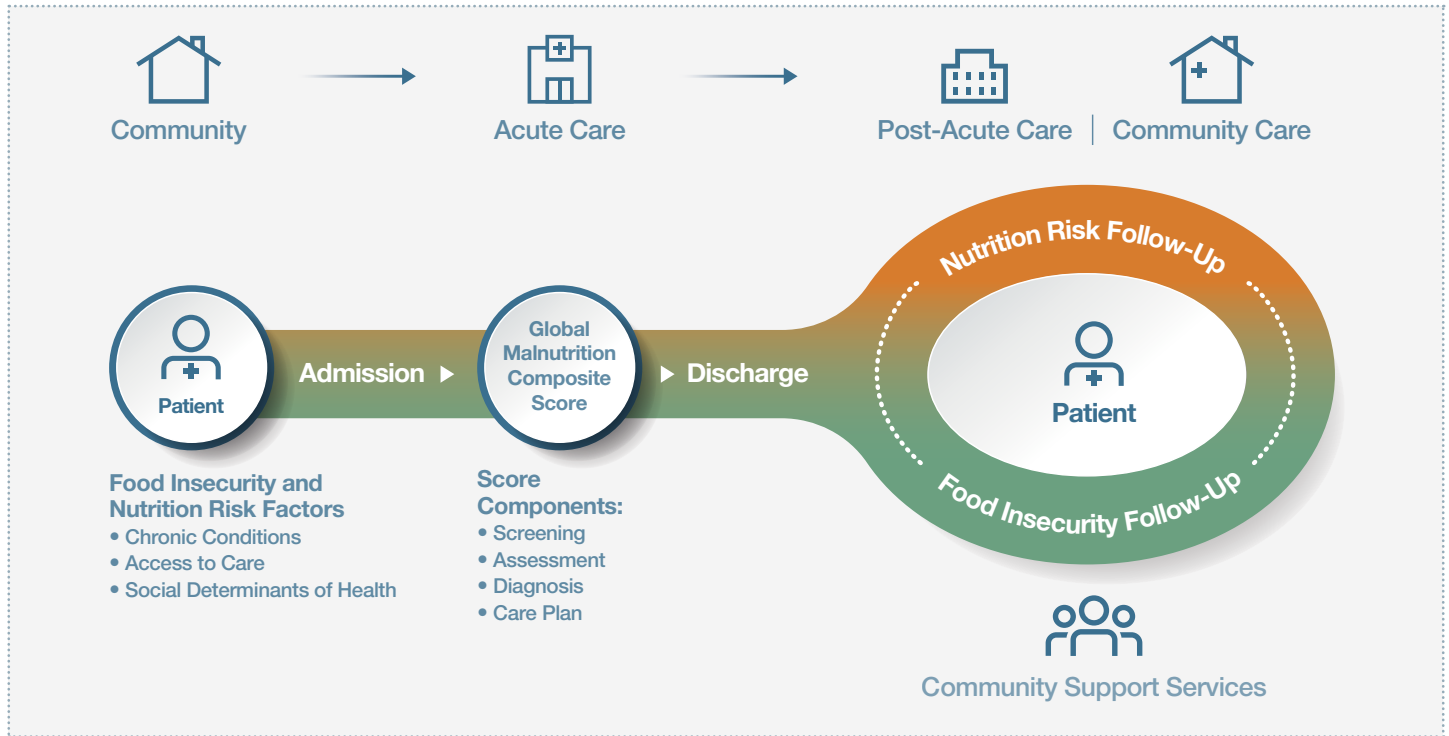 Community
Acute Care
Post-Acute Care | Community Care
Patient
Admission
Global
Malnutrition
Composite
Score
Discharge
Nutrition Risk Follow-Up
Patient
Food Insecurity Follow-Up
Food Insecurity and
Nutrition Risk Factors
• Chronic Conditions
• Access to Care
• Social Determinants of Health
Score
Components:
• Screening
• Assessment
• Diagnosis
• Care Plan
Community Support Services